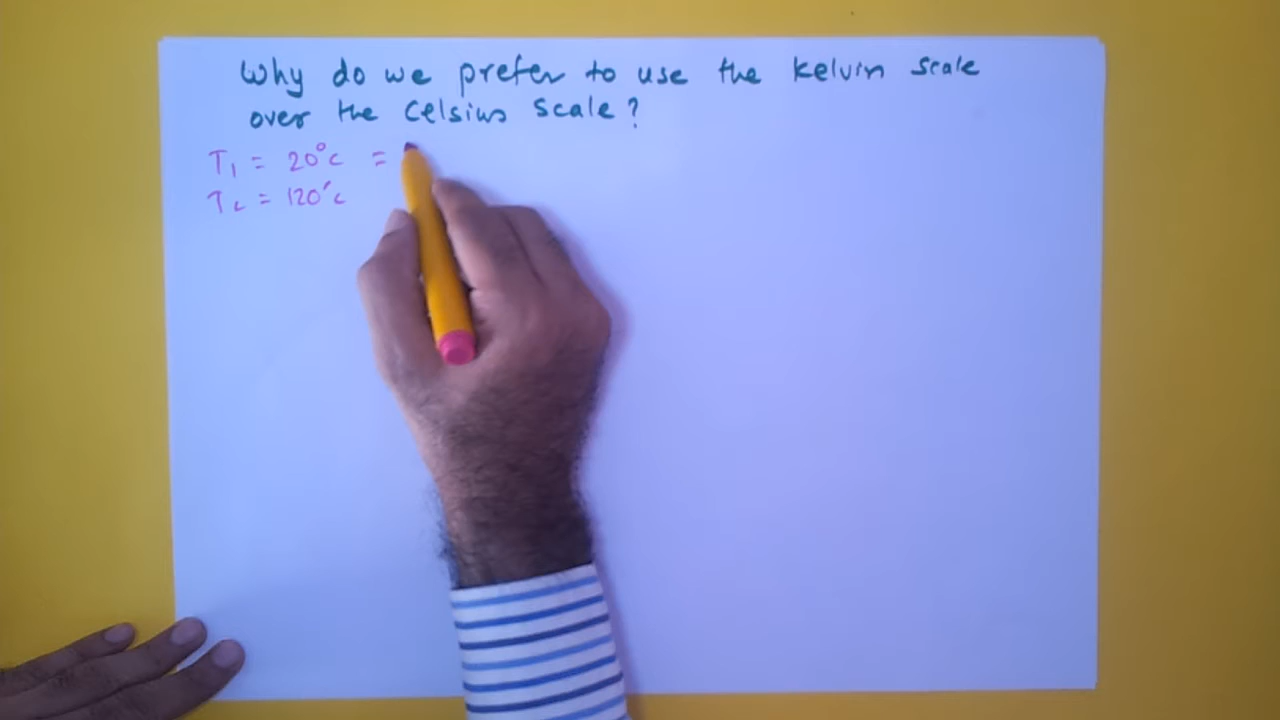 Why do we prefer to use the kelvin scale
over the Celsius scale?
T₁ = 20°C =
T₂ = 120°C